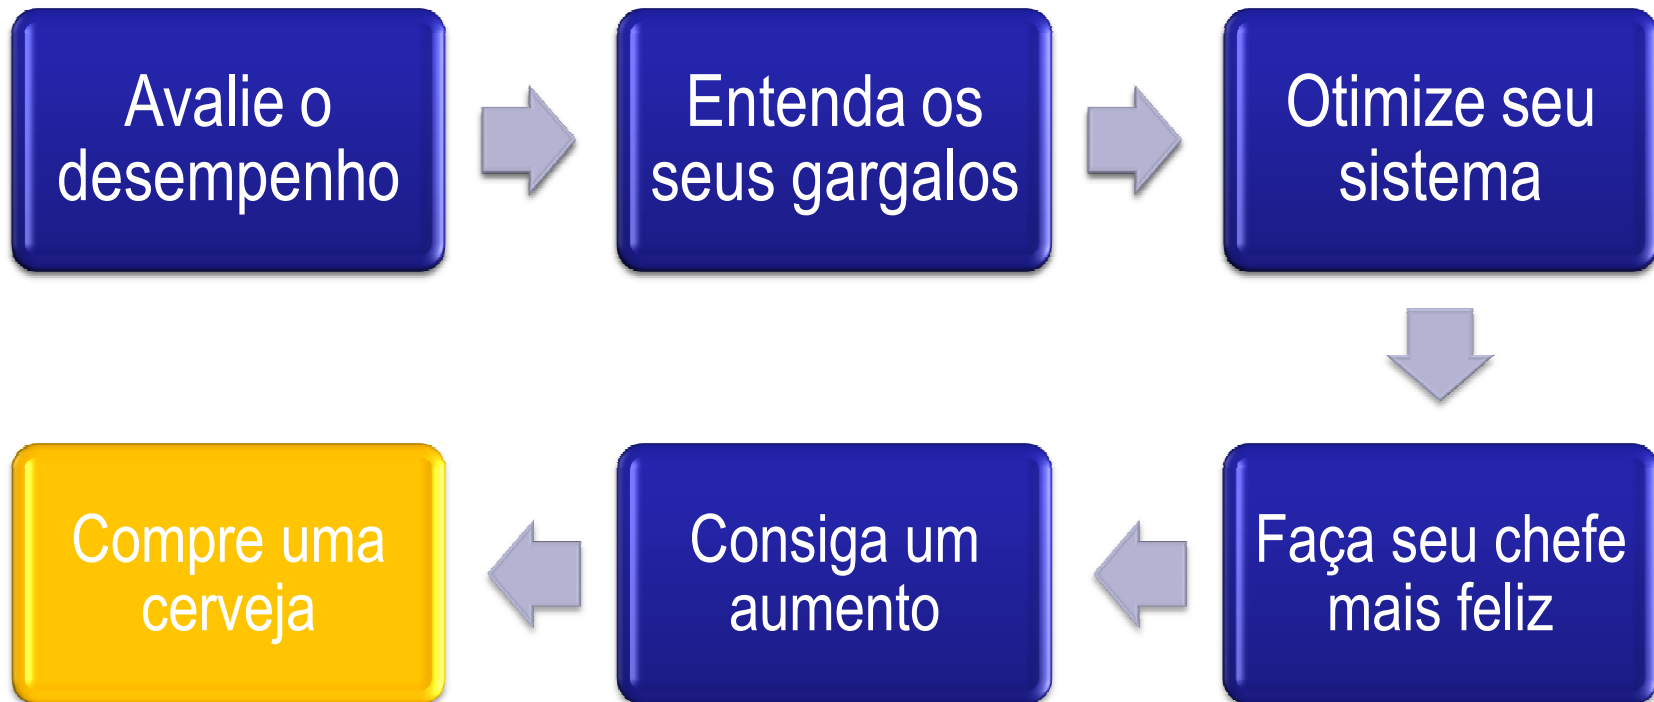 Avalie o
desempenho
Entenda os
seus gargalos
Otimize seu
sistema
Faça seu chefe
mais feliz
Consiga um
aumento
Compre uma
cerveja